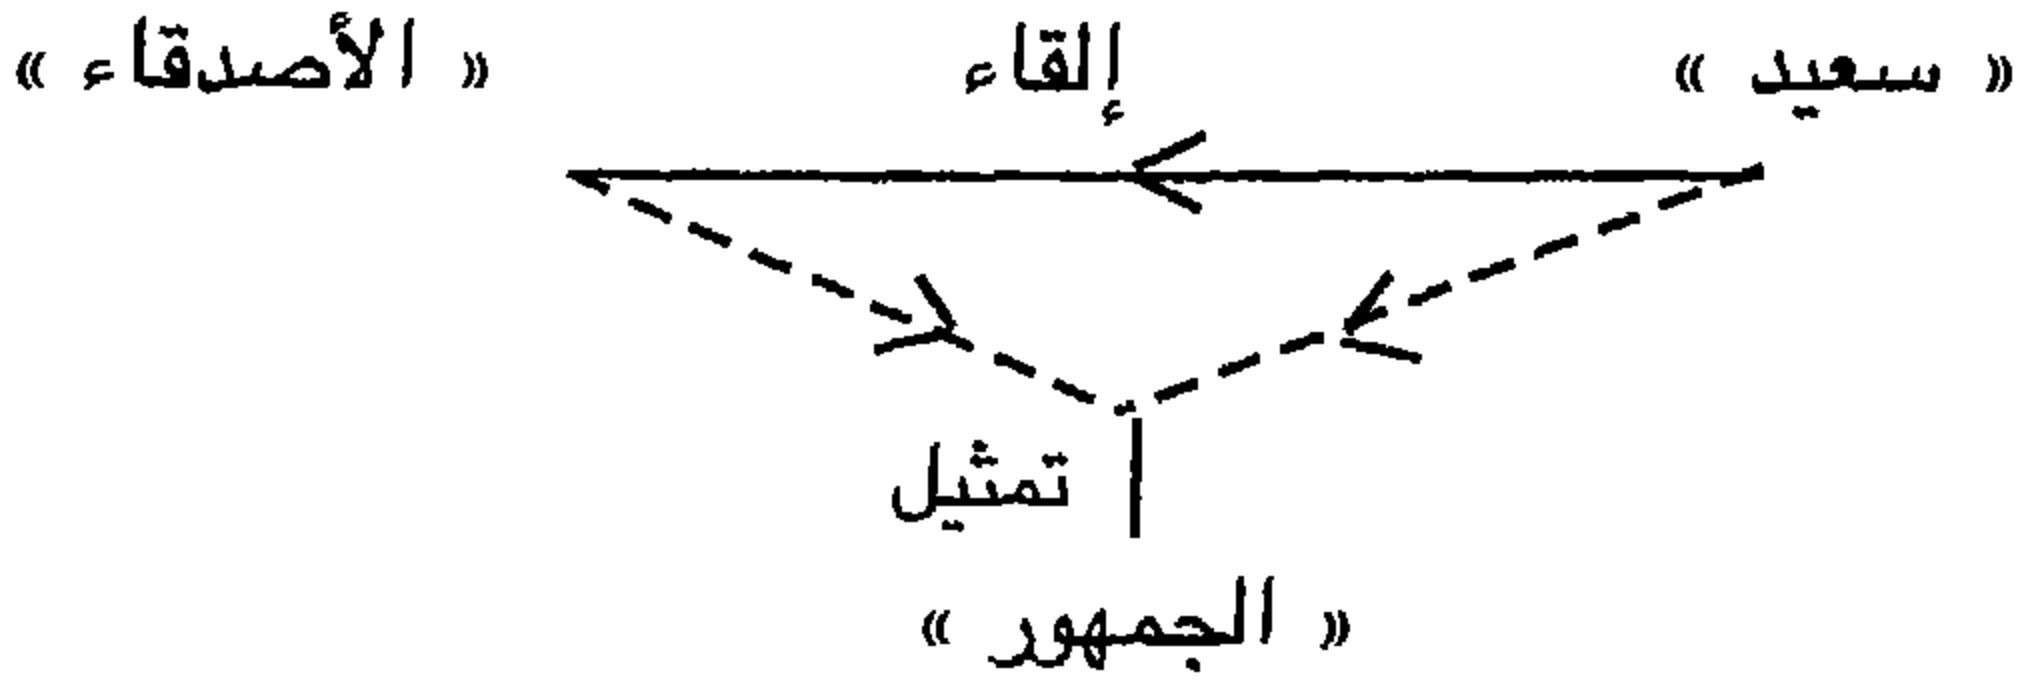 « سعيد » إلقاء « الأصدقاء »
تمثيل
« الجمهور »